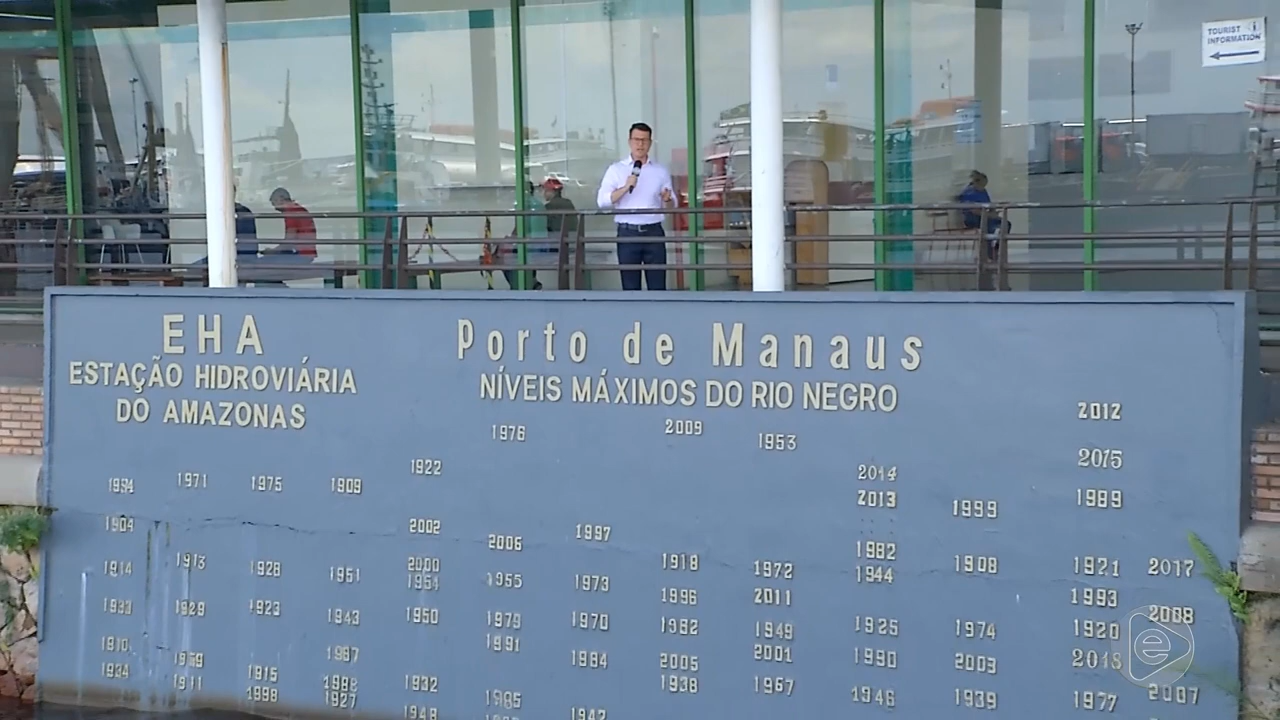 TOURIST
INFORMATION
EHA
ESTAÇÃO HIDROVIÁRIA
DO AMAZONAS
Porto de Manaus
NÍVEIS MÁXIMOS DO RIO NEGRO
2012
1976 2009 1953
2015
1922 2014
1971 1975 1909
2013 1999 1989
1904 2002 1997
2006
1982
1914 1913 1928 1951 2000 1918 1972 1944 1908 1921 2017
1955 1973
1996 2011 1993
1933 1929 1923 1943 1950 1979 1970 1982 1949 1925 1974 1920 2008
1910 1987 1991 1984 2005 2001 1990 2003 2018
1934 1911 1915 1932 1938 1967 1946 1939 1977 2007
1998 1927 1948 1942
e